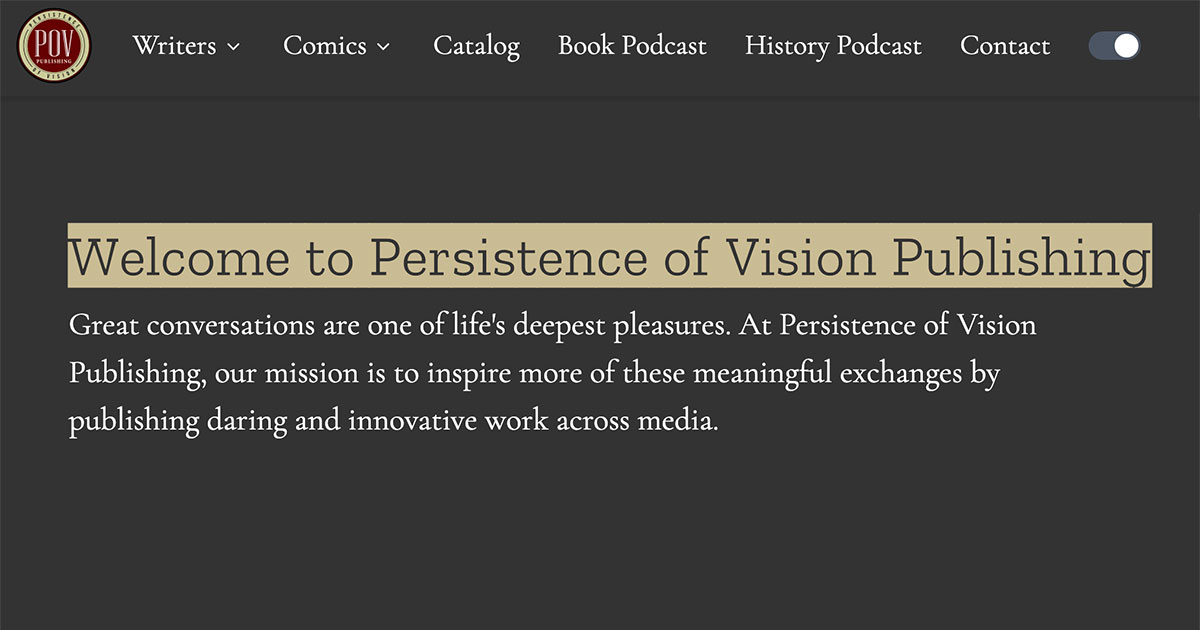 PERSISTENCE
POV
PUBLISHING
OF VISION
Writers
Comics
Catalog
Book Podcast
History Podcast
Contact
Welcome to Persistence of Vision Publishing
Great conversations are one of life's deepest pleasures. At Persistence of Vision
Publishing, our mission is to inspire more of these meaningful exchanges by
publishing daring and innovative work across media.